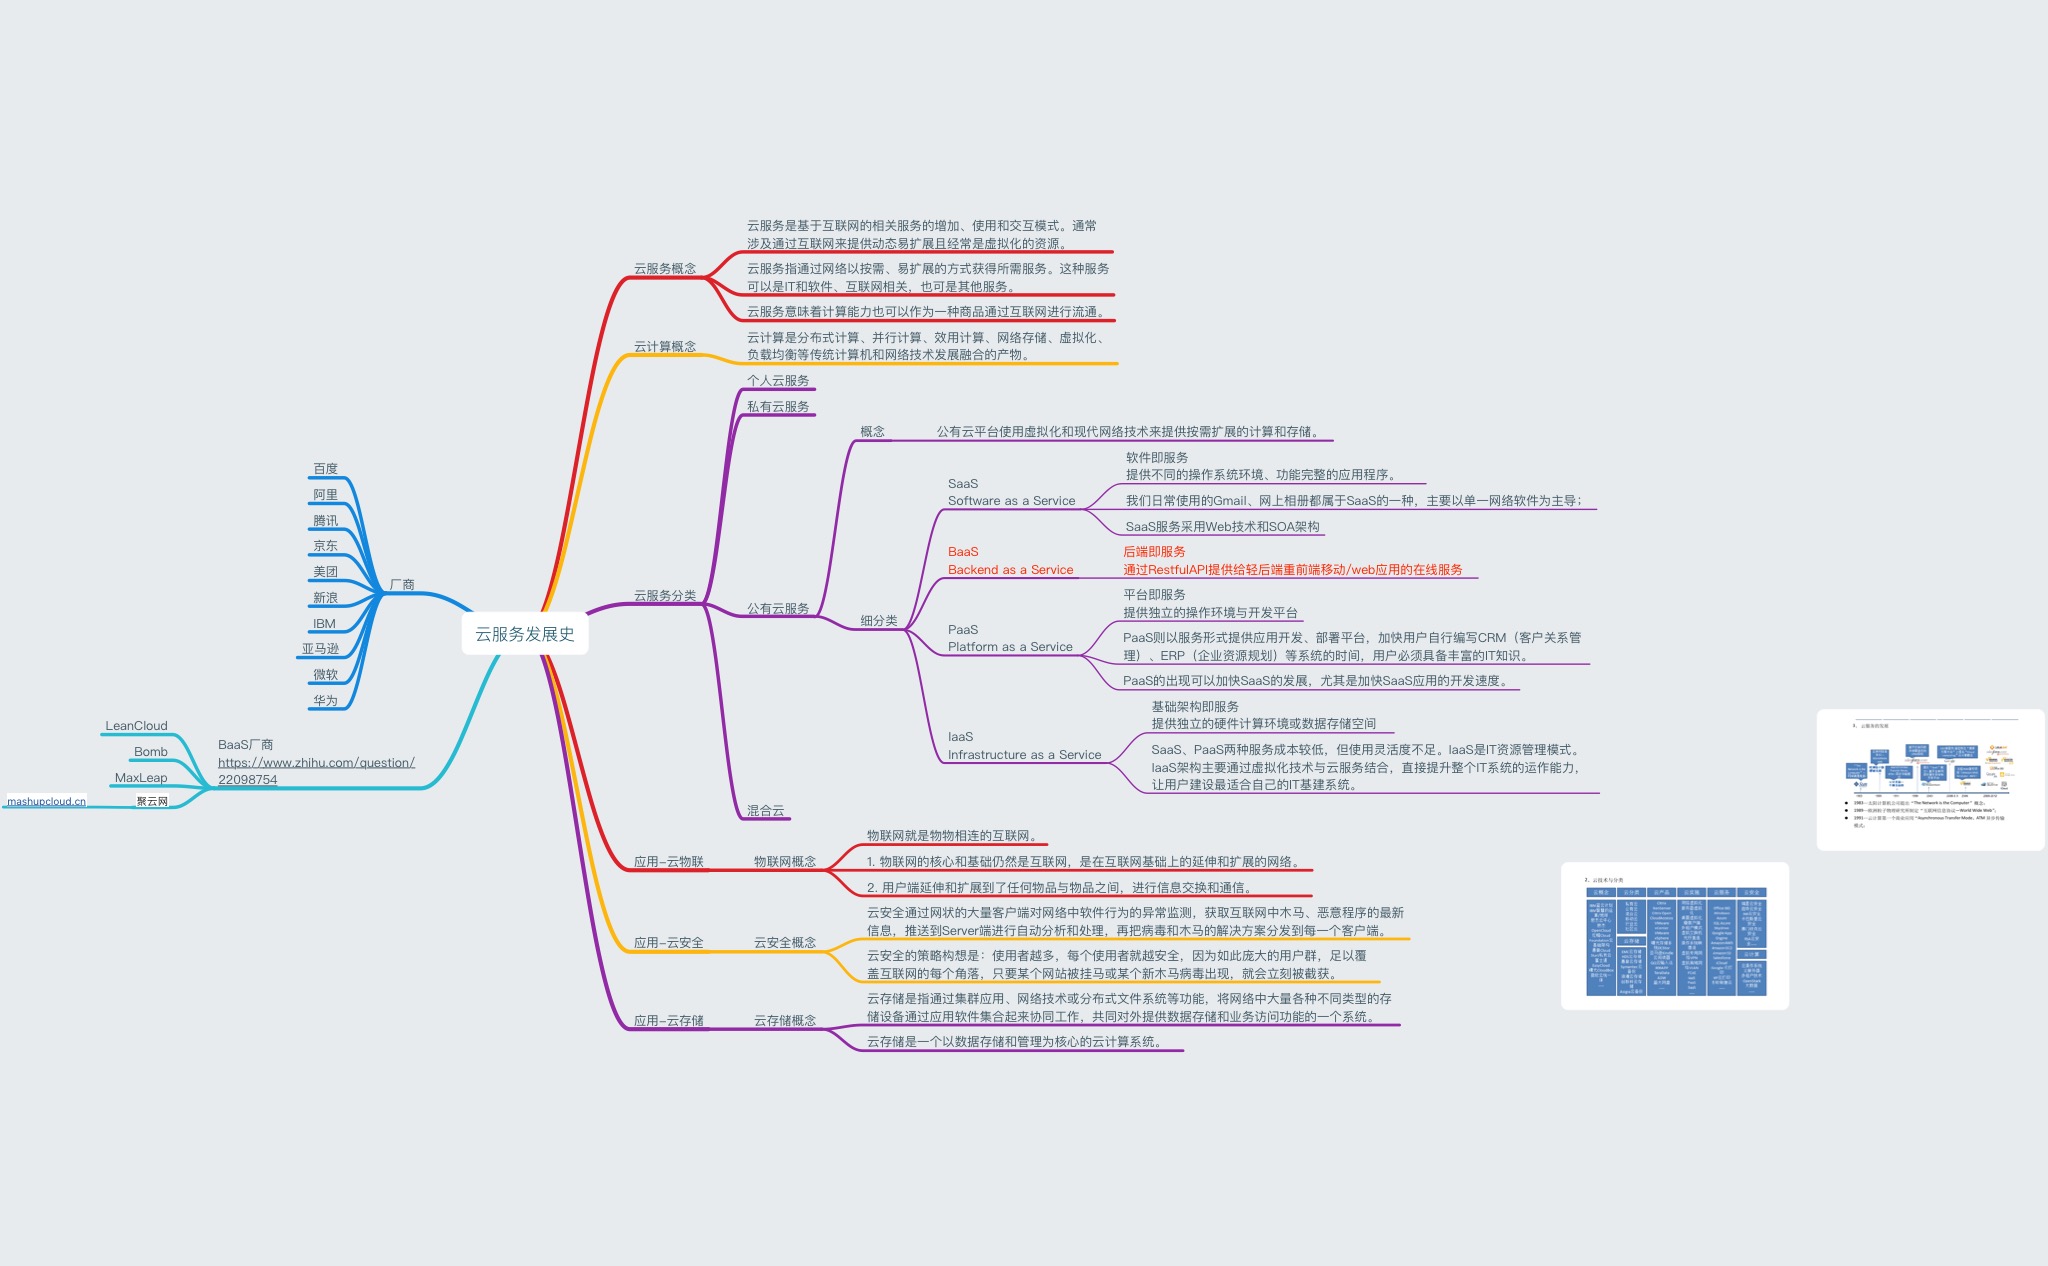 云服务发展史
云服务概念
云服务是基于互联网的相关服务的增加、使用和交互模式。通常
涉及通过互联网来提供动态易扩展且经常是虚拟化的资源。
云服务指通过网络以按需、易扩展的方式获得所需服务。这种服务
可以是IT和软件、互联网相关，也可是其他服务。
云服务意味着计算能力也可以作为一种商品通过互联网进行流通。
云计算概念
云计算是分布式计算、并行计算、效用计算、网络存储、虚拟化、
负载均衡等传统计算机和网络技术发展融合的产物。
云服务分类
个人云服务
私有云服务
公有云服务
概念
公有云平台使用虚拟化和现代网络技术来提供按需扩展的计算和存储。
细分类
SaaS
Software as a Service
软件即服务
提供不同的操作系统环境、功能完整的应用程序。
我们日常使用的Gmail、网上相册都属于SaaS的一种，主要以单一网络软件为主导；
SaaS服务采用Web技术和SOA架构
BaaS
Backend as a Service
后端即服务
通过RestfulAPI提供给轻后端重前端移动/web应用的在线服务
PaaS
Platform as a Service
平台即服务
提供独立的操作环境与开发平台
PaaS则以服务形式提供应用开发、部署平台，加快用户自行编写CRM（客户关系管
理）、ERP（企业资源规划）等系统的时间，用户必须具备丰富的IT知识。
PaaS的出现可以加快SaaS的发展，尤其是加快SaaS应用的开发速度。
IaaS
Infrastructure as a Service
基础架构即服务
提供独立的硬件计算环境或数据存储空间
SaaS、PaaS两种服务成本较低，但使用灵活度不足。IaaS是IT资源管理模式。
IaaS架构主要通过虚拟化技术与云服务结合，直接提升整个IT系统的运作能力，
让用户建设最适合自己的IT基建系统。
混合云
应用-云物联
物联网概念
物联网就是物物相连的互联网。
1. 物联网的核心和基础仍然是互联网，是在互联网基础上的延伸和扩展的网络。
2. 用户端延伸和扩展到了任何物品与物品之间，进行信息交换和通信。
应用-云安全
云安全概念
云安全通过网状的大量客户端对网络中软件行为的异常监测，获取互联网中木马、恶意程序的最新
信息，推送到Server端进行自动分析和处理，再把病毒和木马的解决方案分发到每一个客户端。
云安全的策略构想是：使用者越多，每个使用者就越安全，因为如此庞大的用户群，足以覆
盖互联网的每个角落，只要某个网站被挂马或某个新木马病毒出现，就会立刻被截获。
应用-云存储
云存储概念
云存储是指通过集群应用、网络技术或分布式文件系统等功能，将网络中大量各种不同类型的存
储设备通过应用软件集合起来协同工作，共同对外提供数据存储和业务访问功能的一个系统。
云存储是一个以数据存储和管理为核心的云计算系统。
厂商
百度
阿里
腾讯
京东
美团
新浪
IBM
亚马逊
微软
华为
BaaS厂商
https://www.zhihu.com/question/
22098754
LeanCloud
Bomb
MaxLeap
聚云网
mashupcloud.cn
2、云技术与分类
云概念
云分类
云产品
云实施
云服务
云安全
云存储
云计算